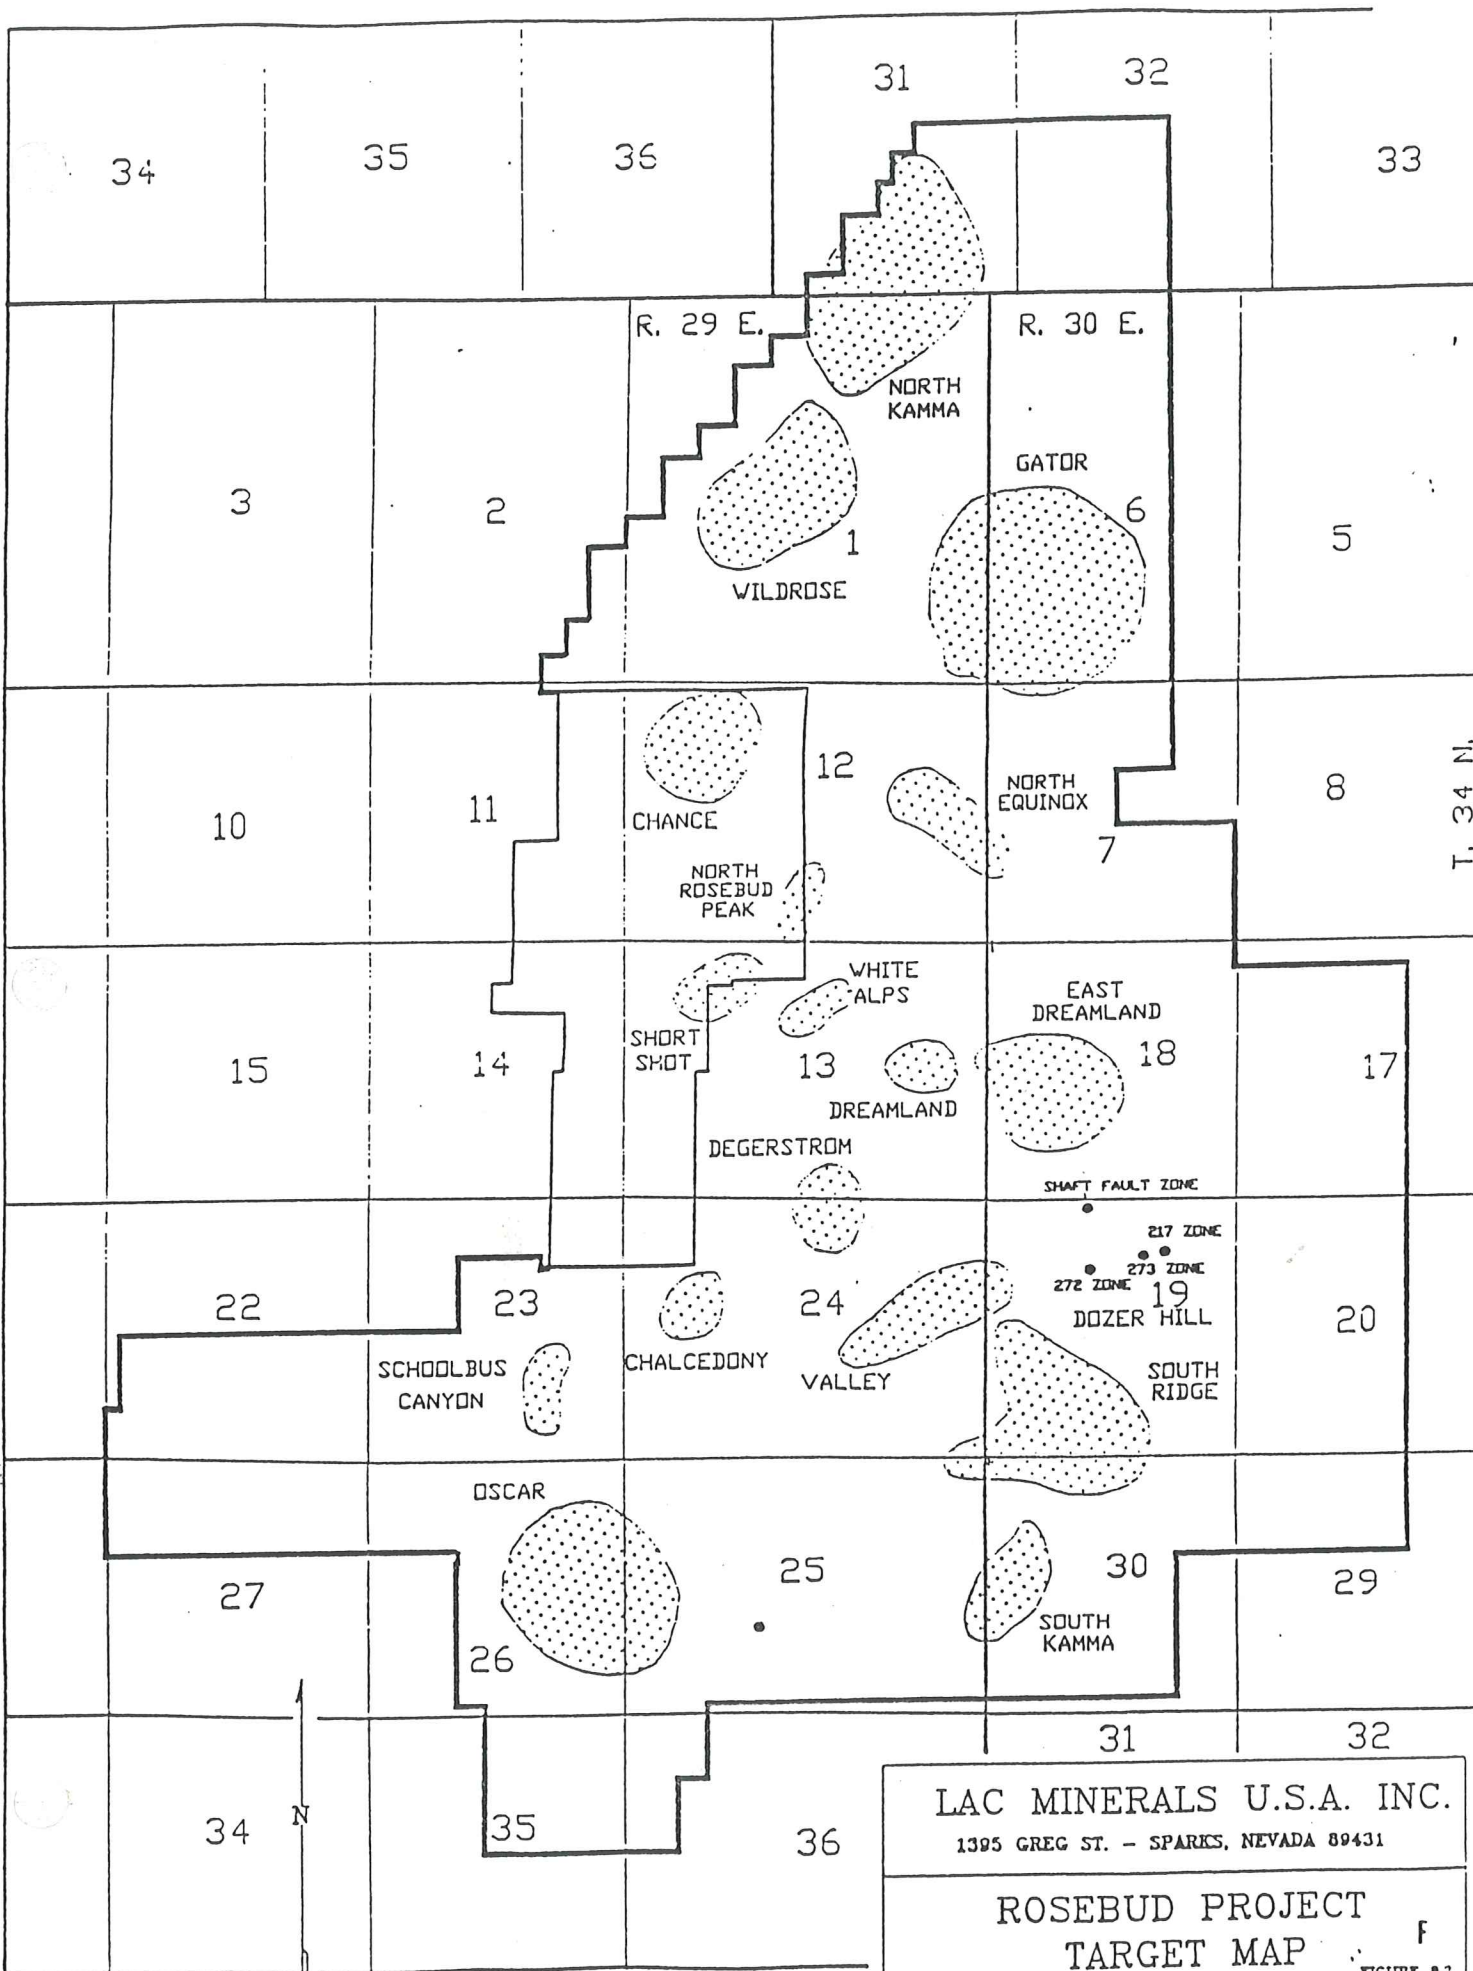 31
32
34
35
36
33
R. 29 E.
R. 30 E.
NORTH
KAMMA
GATOR
3
2
6
1
5
WILDROSE
T. 34 N.
12
NORTH
EQUINOX
8
11
10
CHANCE
7
NORTH
ROSEBUD
PEAK
WHITE
ALPS
EAST
DREAMLAND
SHORT
SHOT
15
14
13
18
17
DREAMLAND
DEGERSTROM
SHAFT FAULT ZONE
217 ZONE
273 ZONE
272 ZONE
19
DOZER HILL
22
23
24
20
SCHOOLBUS
CANYON
CHALCEDONY
VALLEY
SOUTH
RIDGE
OSCAR
27
25
30
29
26
SOUTH
KAMMA
31
32
34
N
35
36
LAC MINERALS U.S.A. INC.
1395 GREG ST. - SPARKS, NEVADA 89431
ROSEBUD PROJECT
TARGET MAP
F
FIGURE